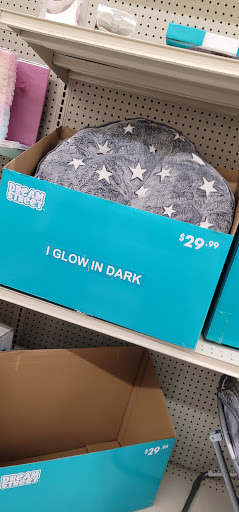 DREAM
STREET
$29.99
I GLOW IN DARK
$29.99
DREAM
STREET